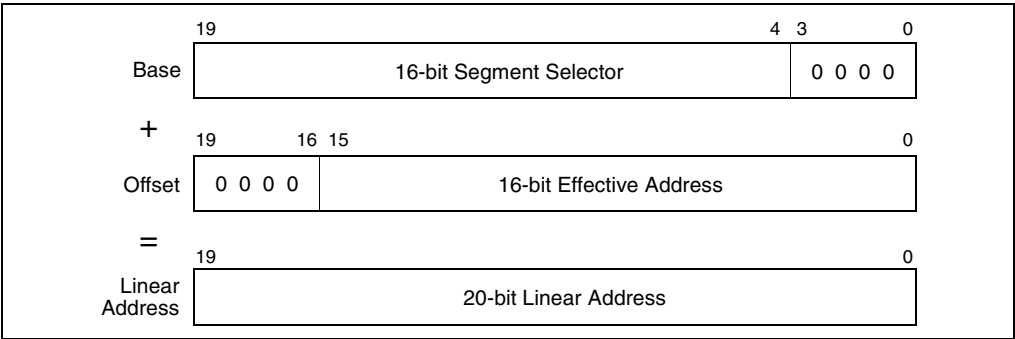 19 4 3 0
Base 16-bit Segment Selector 0 0 0 0
+
19 16 15 0
Offset 0 0 0 0 16-bit Effective Address
=
19 0
Linear
Address
20-bit Linear Address